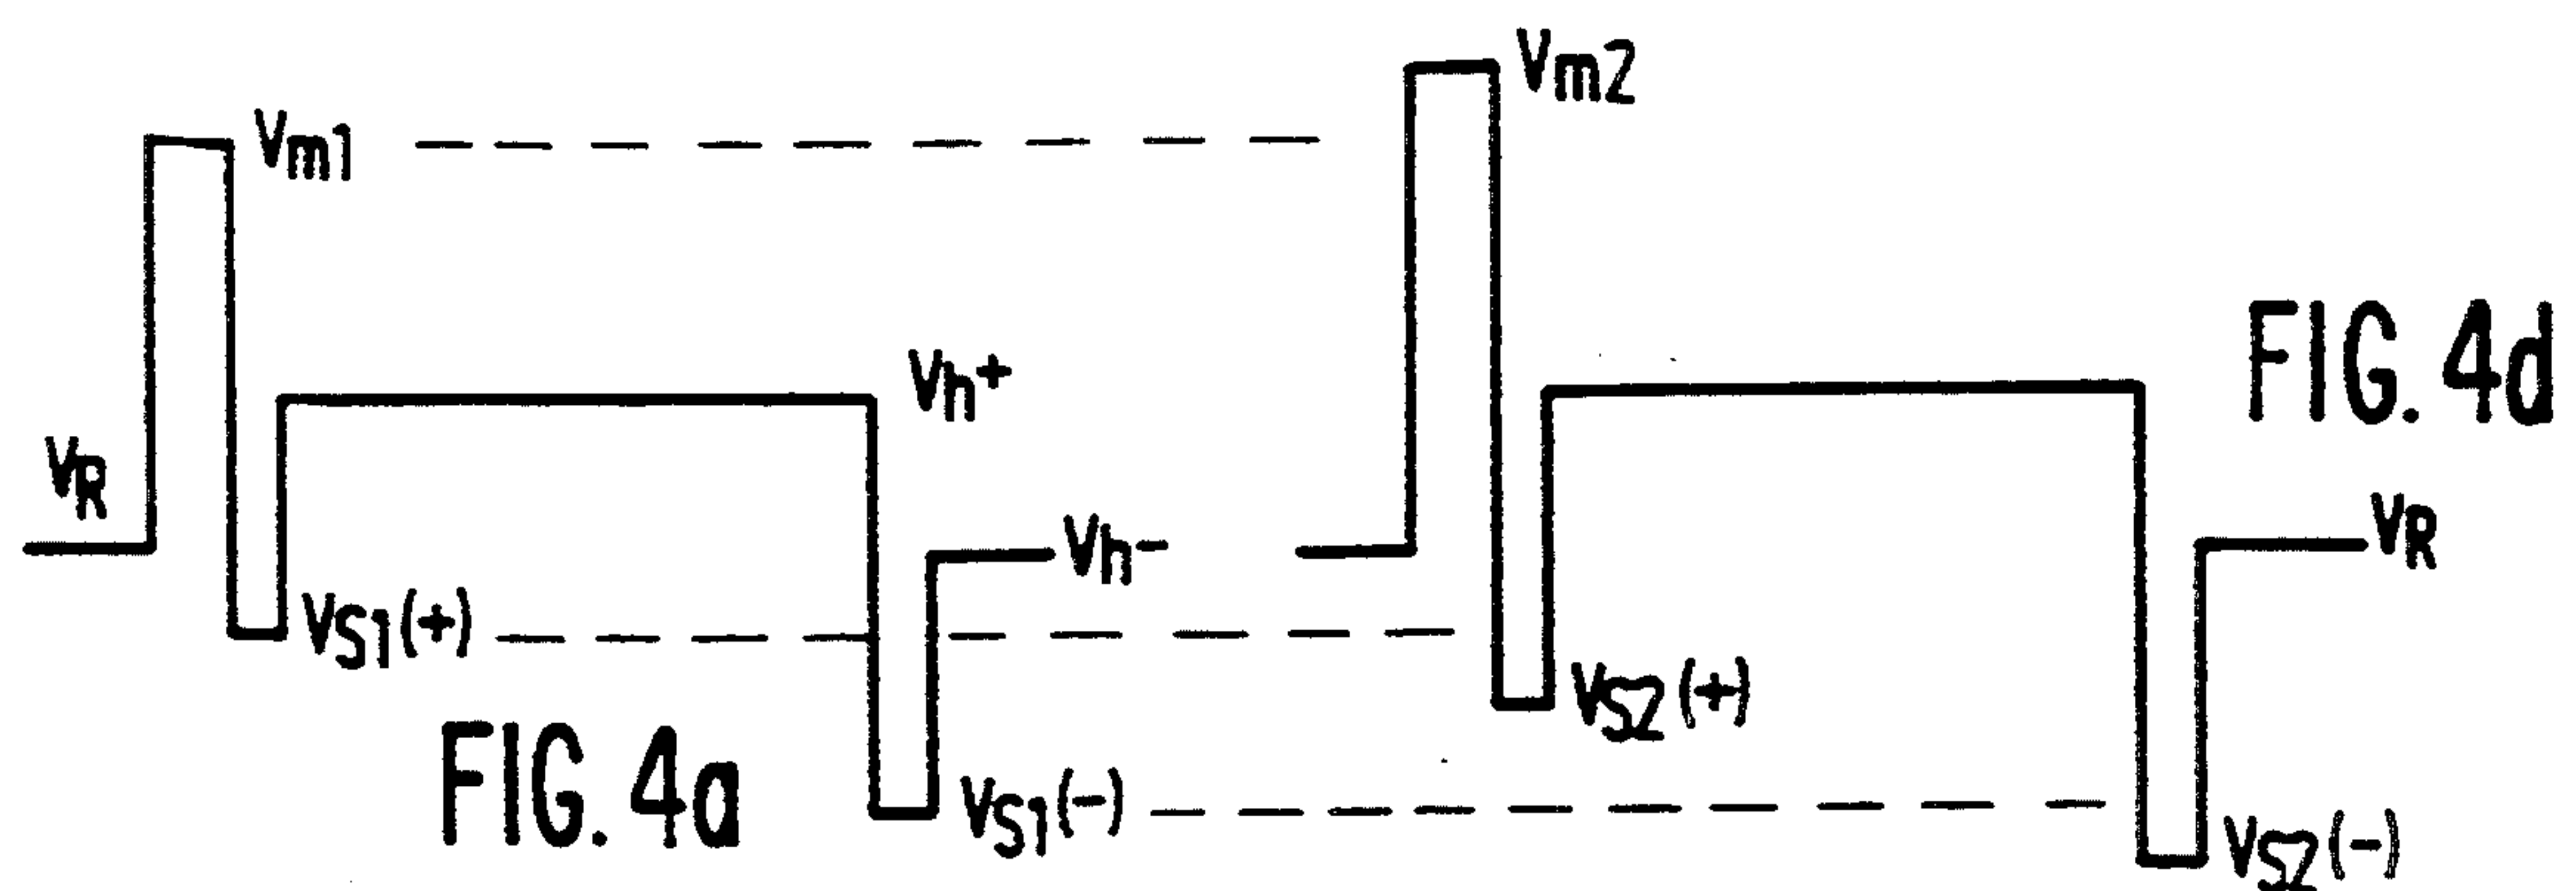 Vm2
Vm1
Vh+
FIG. 4d
VR
VR
Vh-
VS1(+)
VS2(+)
FIG. 4a
VS1(-)
VS2(-)